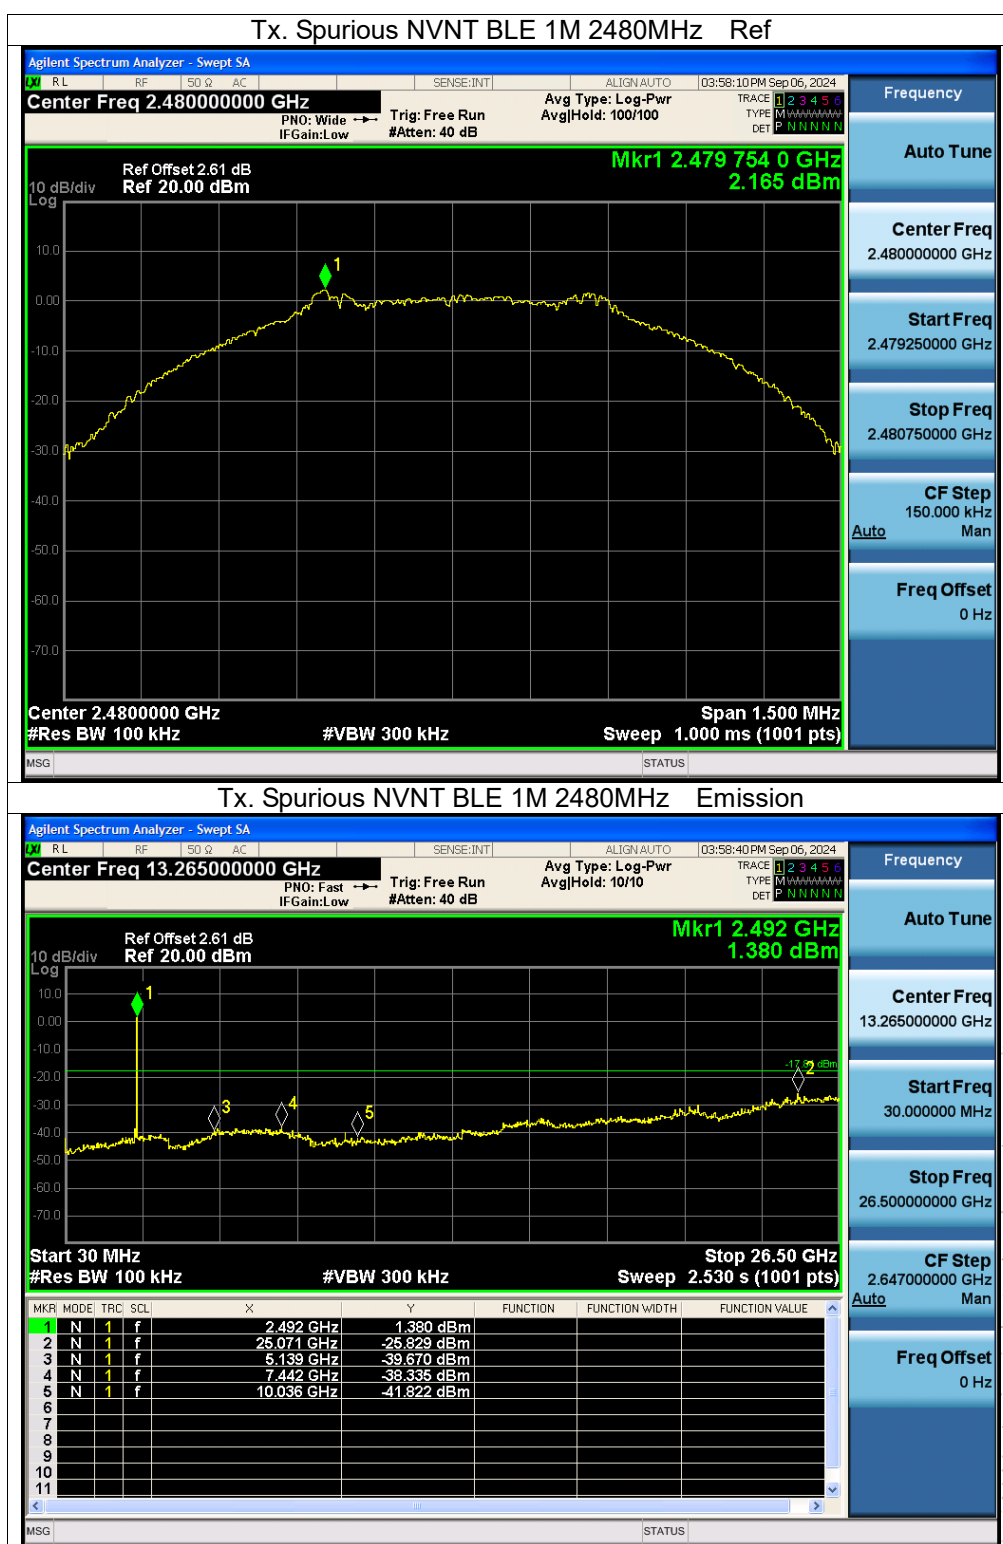 Tx. Spurious NVNT BLE 1M 2480MHz Ref
Agilent Spectrum Analyzer - Swept SA
LXI RL RF 50 Ω AC SENSE:INT ALIGN AUTO 03:58:10 PM Sep 06, 2024
Center Freq 2.480000000 GHz
PNO: Wide
IFGain:Low
Trig: Free Run
#Atten: 40 dB
Avg Type: Log-Pwr
Avg|Hold: 100/100
TRACE 1 2 3 4 5 6
TYPE M
DET P N N N N N
Ref Offset 2.61 dB
10 dB/div Ref 20.00 dBm
Log
Mkr1 2.479 754 0 GHz
2.165 dBm
1
10.0
0.00
-10.0
-20.0
-30.0
-40.0
-50.0
-60.0
-70.0
Center 2.4800000 GHz Span 1.500 MHz
#Res BW 100 kHz #VBW 300 kHz Sweep 1.000 ms (1001 pts)
MSG STATUS
Frequency
Auto Tune
Center Freq
2.480000000 GHz
Start Freq
2.479250000 GHz
Stop Freq
2.480750000 GHz
CF Step
150.000 kHz
Auto Man
Freq Offset
0 Hz
Tx. Spurious NVNT BLE 1M 2480MHz Emission
Agilent Spectrum Analyzer - Swept SA
LXI RL RF 50 Ω AC SENSE:INT ALIGN AUTO 03:58:40 PM Sep 06, 2024
Center Freq 13.265000000 GHz
PNO: Fast
IFGain:Low
Trig: Free Run
#Atten: 40 dB
Avg Type: Log-Pwr
Avg|Hold: 10/10
TRACE 1 2 3 4 5 6
TYPE M
DET P N N N N N
Ref Offset 2.61 dB
10 dB/div Ref 20.00 dBm
Log
Mkr1 2.492 GHz
1.380 dBm
10.0
0.00
-10.0
-20.0
-30.0
-40.0
-50.0
-60.0
-70.0
1
2
3
4
5
Start 30 MHz Stop 26.50 GHz
#Res BW 100 kHz #VBW 300 kHz Sweep 2.530 s (1001 pts)
MKR MODE TRC SCL X Y FUNCTION FUNCTION WIDTH FUNCTION VALUE
1 N 1 f 2.492 GHz 1.380 dBm
2 N 1 f 25.071 GHz -25.829 dBm
3 N 1 f 5.139 GHz -39.670 dBm
4 N 1 f 7.442 GHz -38.335 dBm
5 N 1 f 10.036 GHz -41.822 dBm
6
7
8
9
10
11
MSG STATUS
Frequency
Auto Tune
Center Freq
13.265000000 GHz
Start Freq
30.000000 MHz
Stop Freq
26.500000000 GHz
CF Step
2.647000000 GHz
Auto Man
Freq Offset
0 Hz